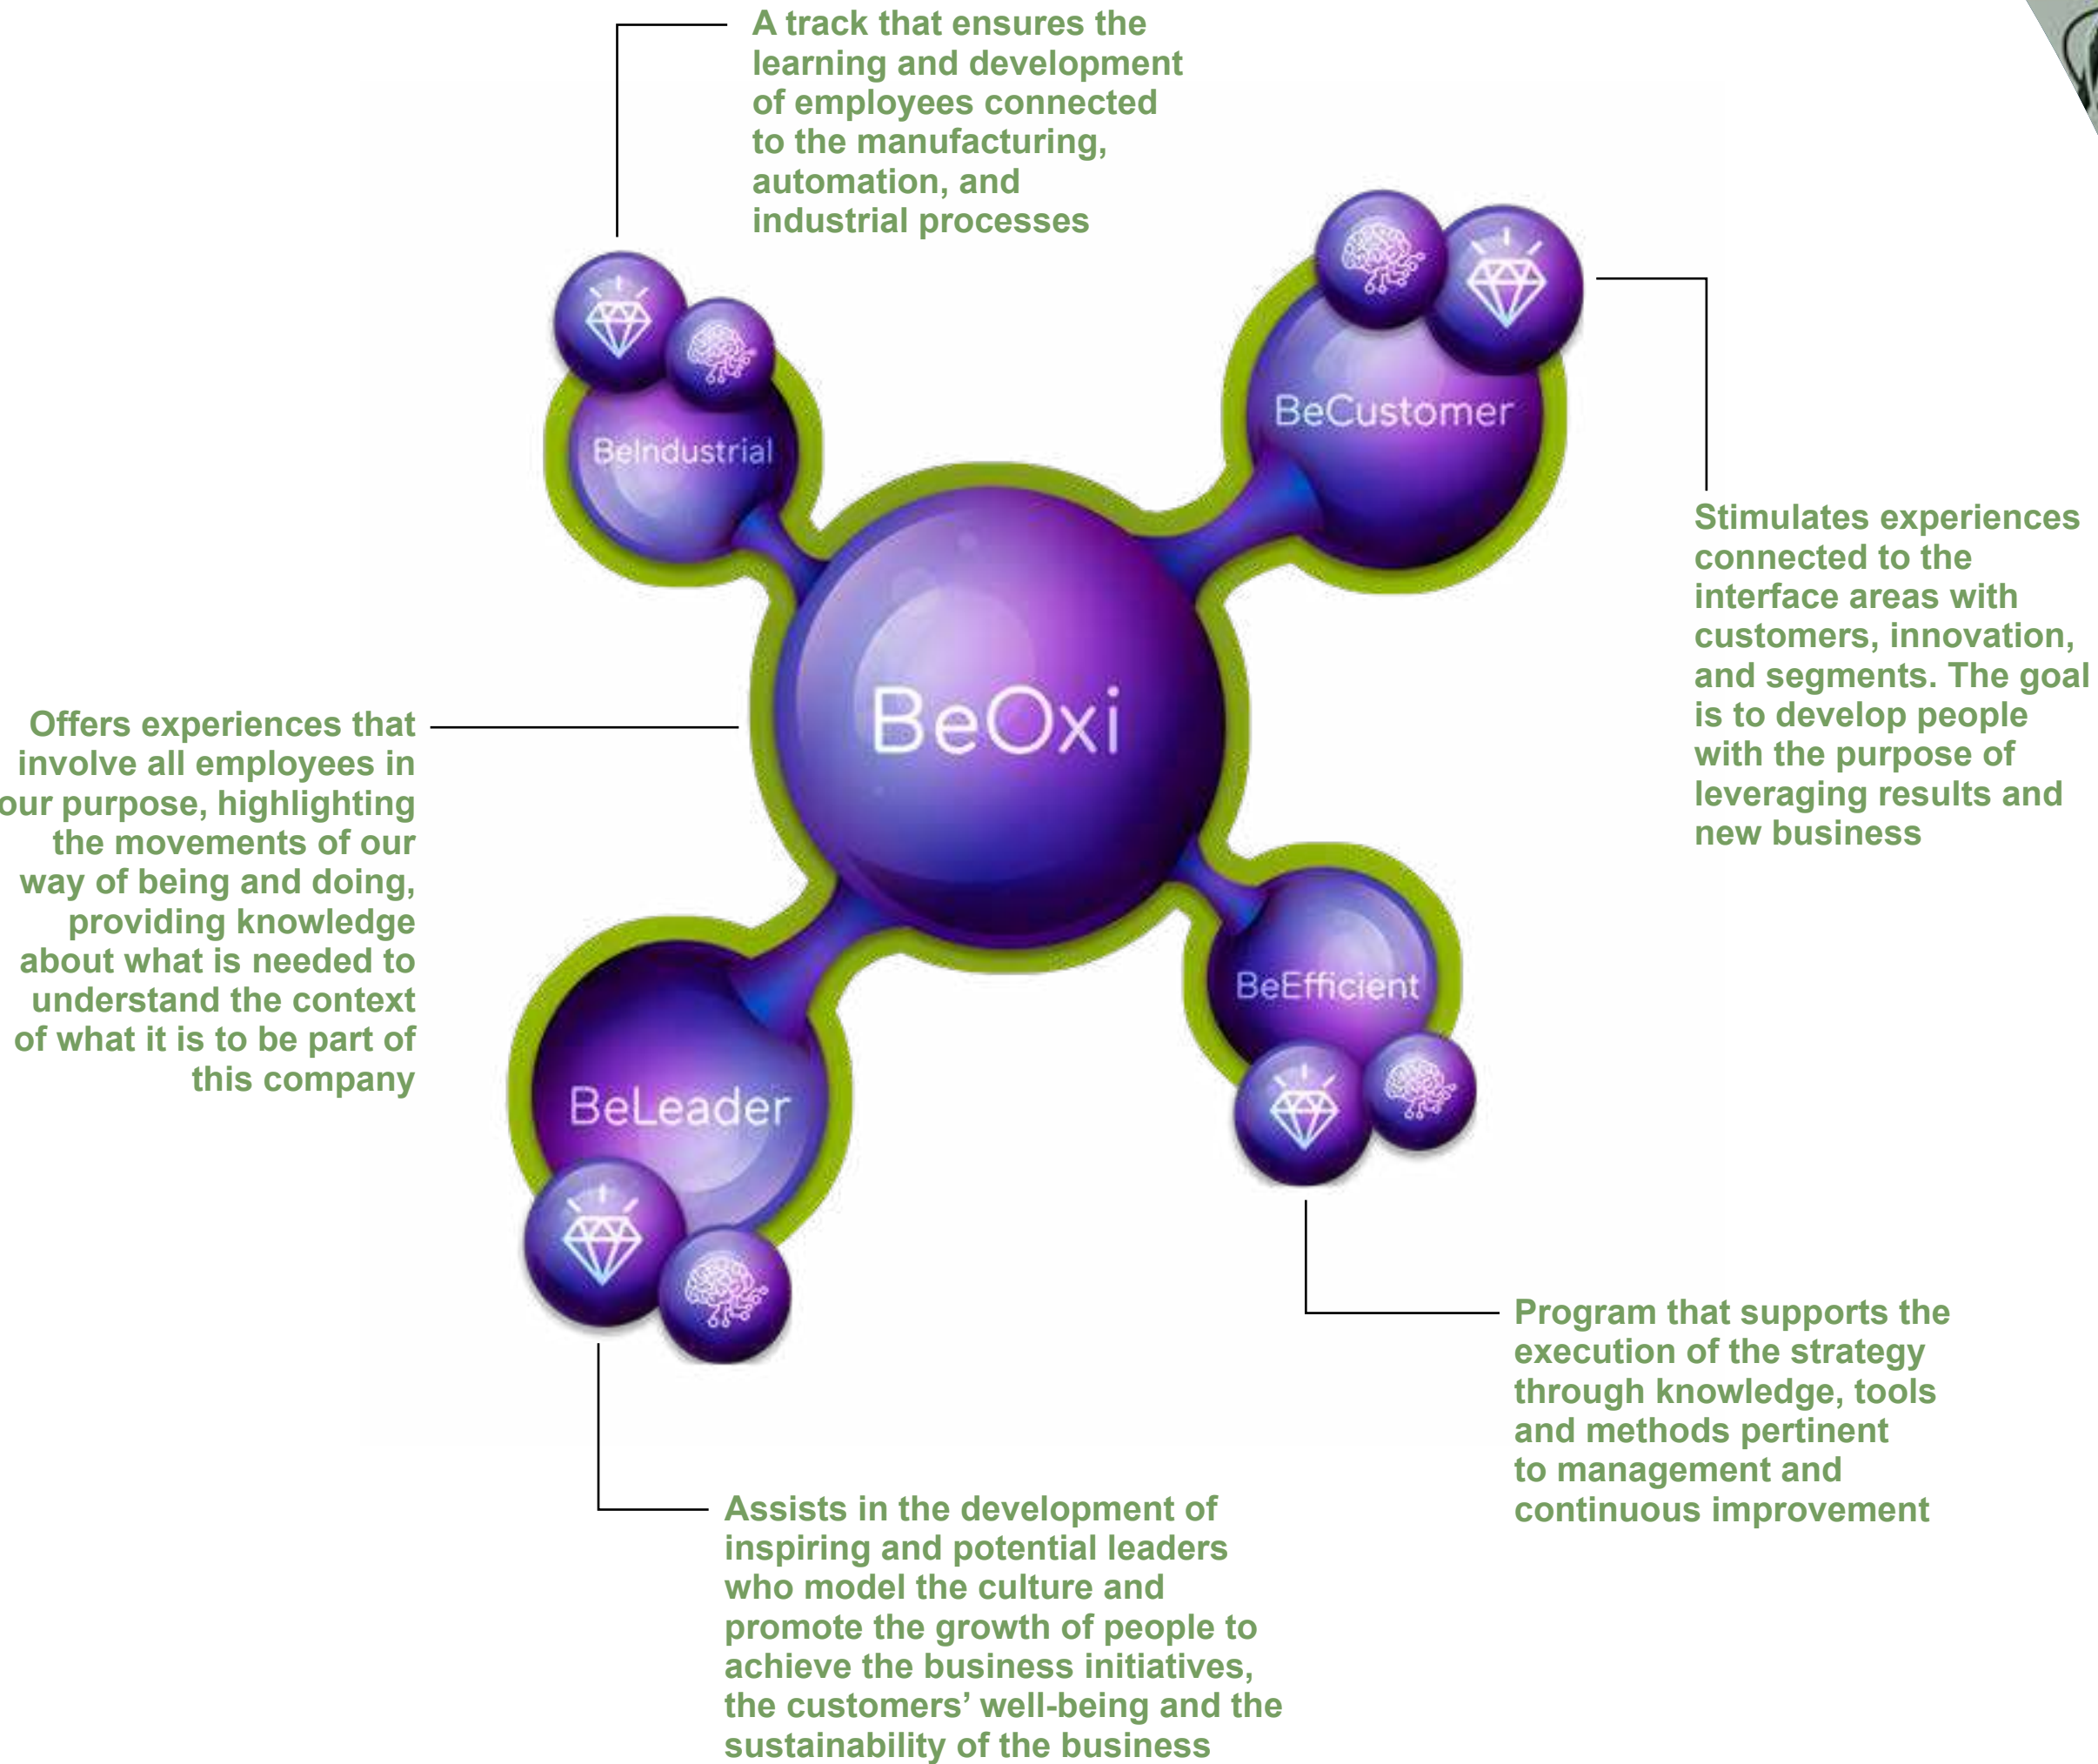 A track that ensures the
learning and development
of employees connected
to the manufacturing,
automation, and
industrial processes
BeIndustrial
BeCustomer
Stimulates experiences
connected to the
interface areas with
customers, innovation,
and segments. The goal
is to develop people
with the purpose of
leveraging results and
new business
BeOxi
Offers experiences that
involve all employees in
our purpose, highlighting
the movements of our
way of being and doing,
providing knowledge
about what is needed to
understand the context
of what it is to be part of
this company
BeEfficient
BeLeader
Program that supports the
execution of the strategy
through knowledge, tools
and methods pertinent
to management and
continuous improvement
Assists in the development of
inspiring and potential leaders
who model the culture and
promote the growth of people to
achieve the business initiatives,
the customers’ well-being and the
sustainability of the business